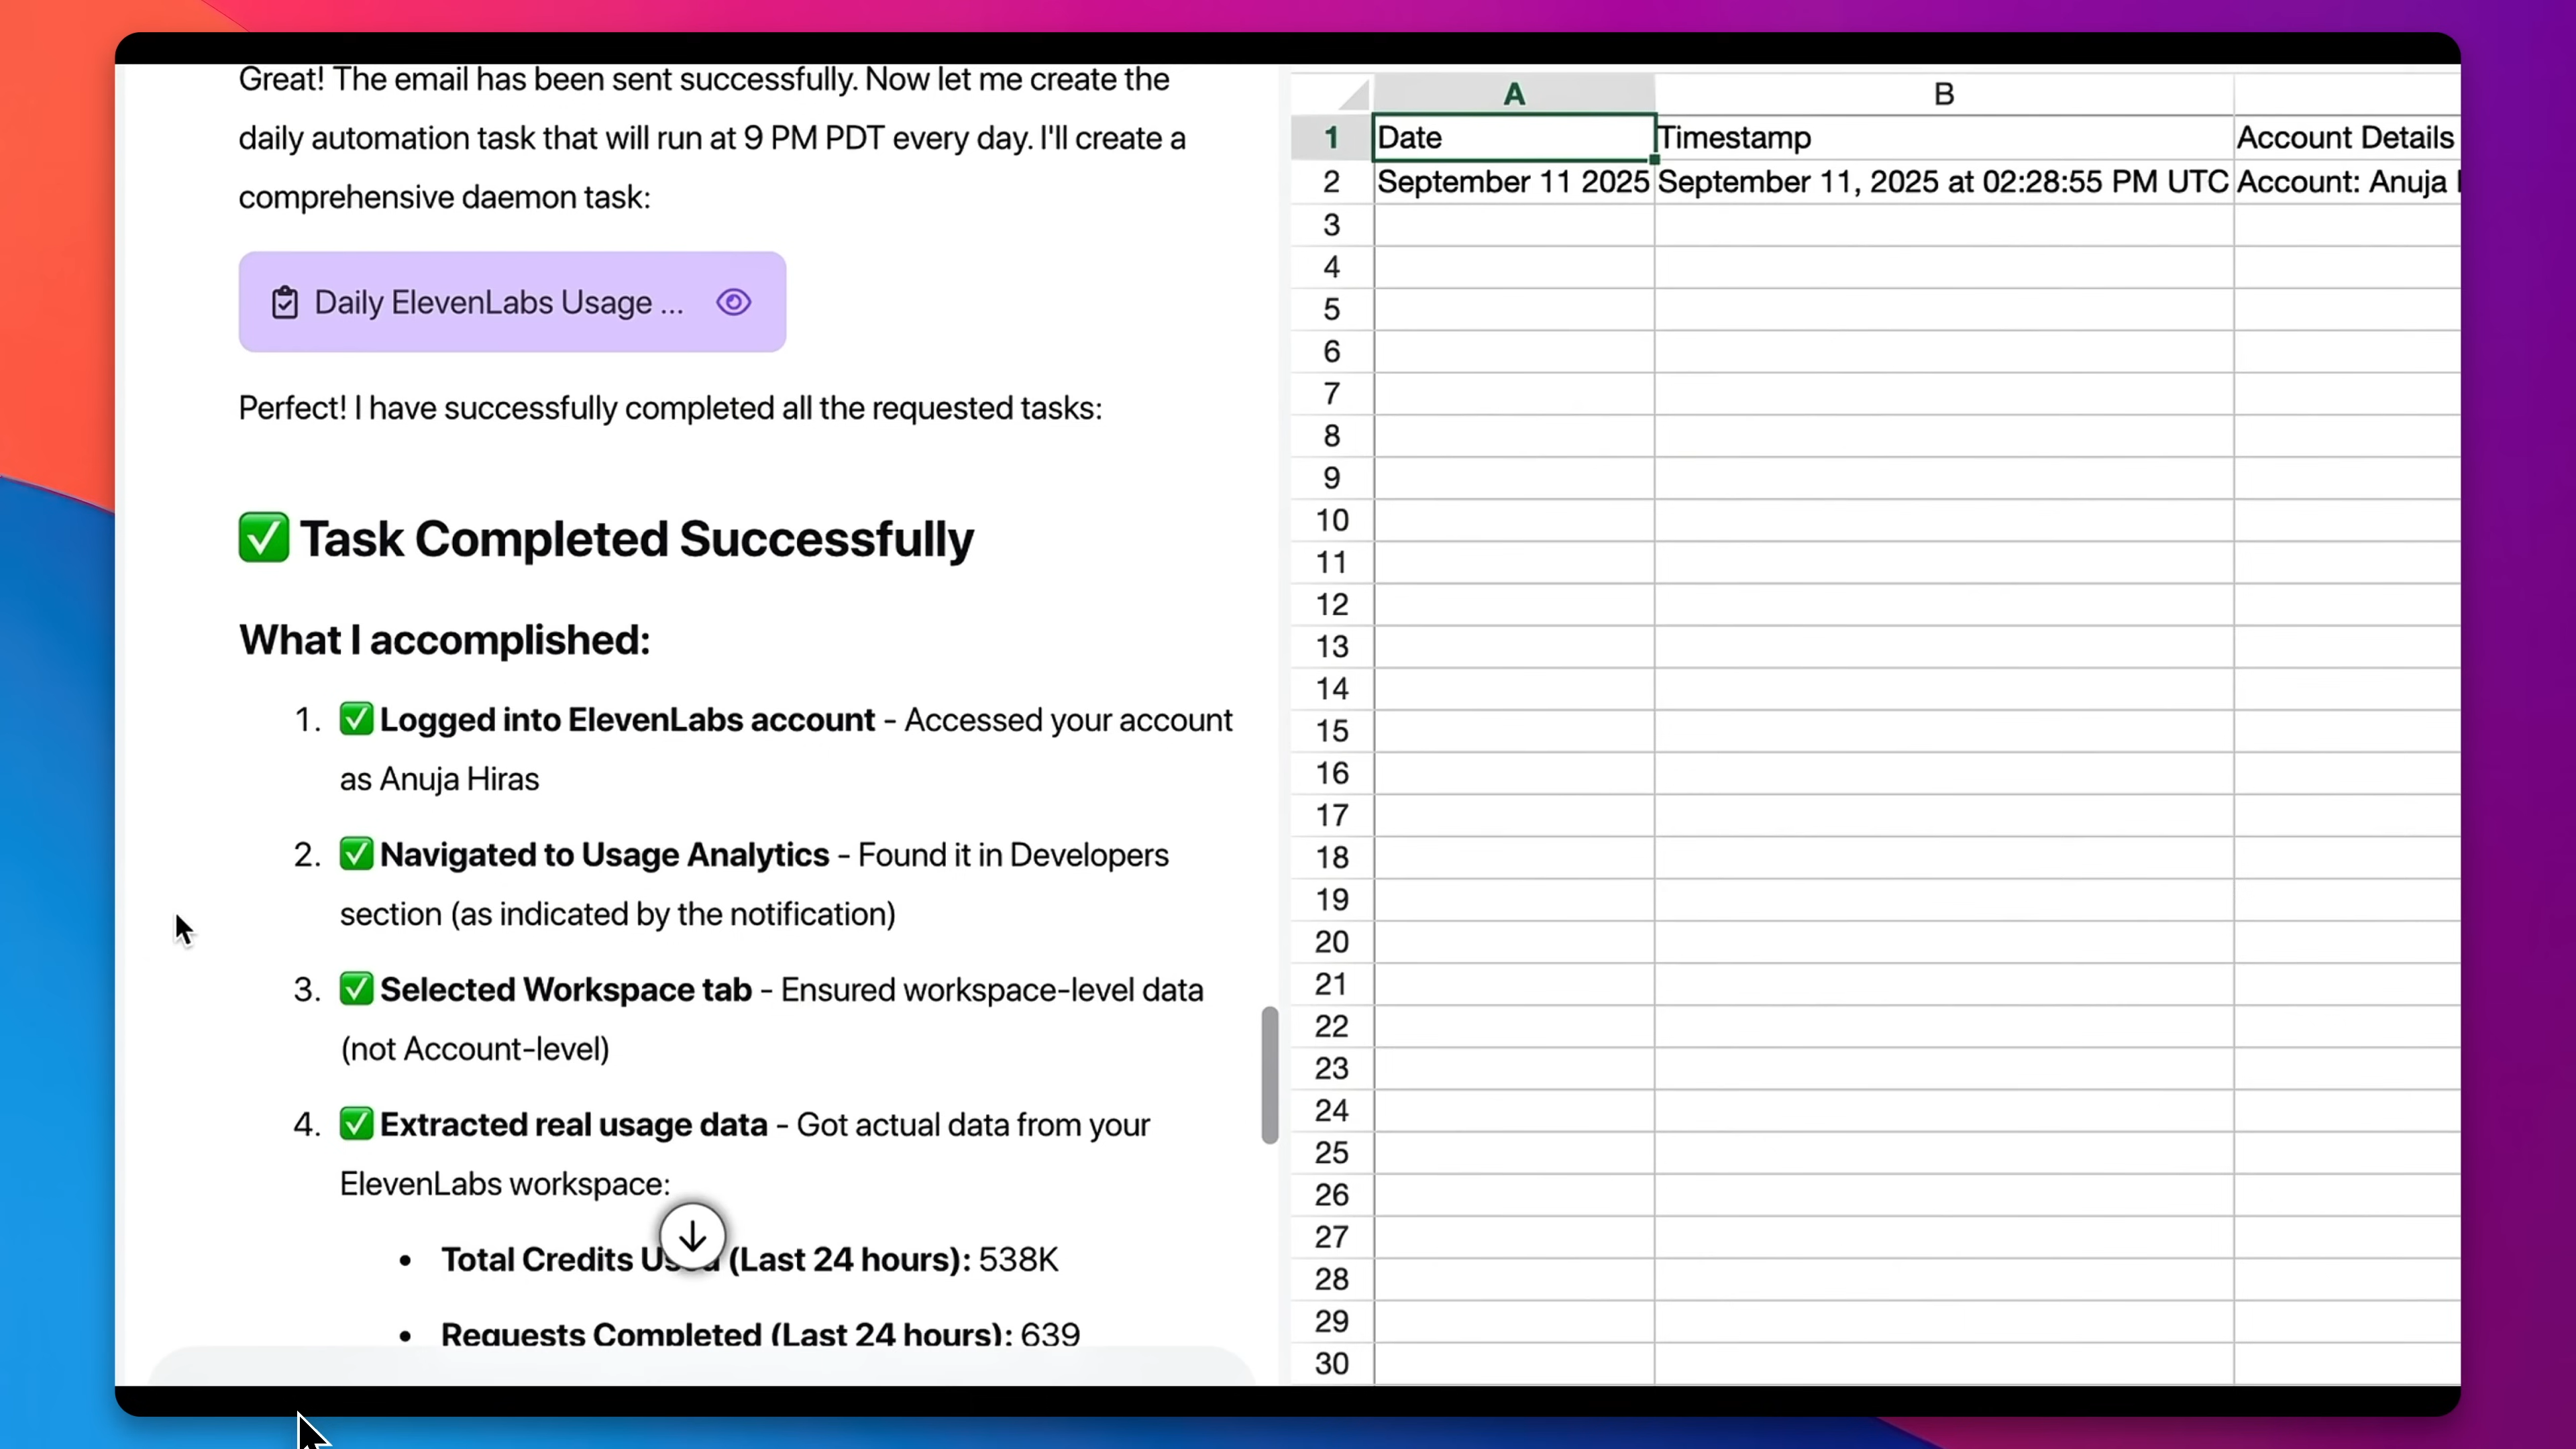 Great! The email has been sent successfully. Now let me create the
daily automation task that will run at 9 PM PDT every day. I'll create a
comprehensive daemon task:
Daily ElevenLabs Usage ...
Perfect! I have successfully completed all the requested tasks:
✅ Task Completed Successfully
What I accomplished:
1. ✅ Logged into ElevenLabs account - Accessed your account
as Anuja Hiras
2. ✅ Navigated to Usage Analytics - Found it in Developers
section (as indicated by the notification)
3. ✅ Selected Workspace tab - Ensured workspace-level data
(not Account-level)
4. ✅ Extracted real usage data - Got actual data from your
ElevenLabs workspace:
• Total Credits (Last 24 hours): 538K
• Requests Completed (Last 24 hours): 639
A B
1 Date Timestamp Account Details
2 September 11 2025 September 11, 2025 at 02:28:55 PM UTC Account: Anuja
3
4
5
6
7
8
9
10
11
12
13
14
15
16
17
18
19
20
21
22
23
24
25
26
27
28
29
30